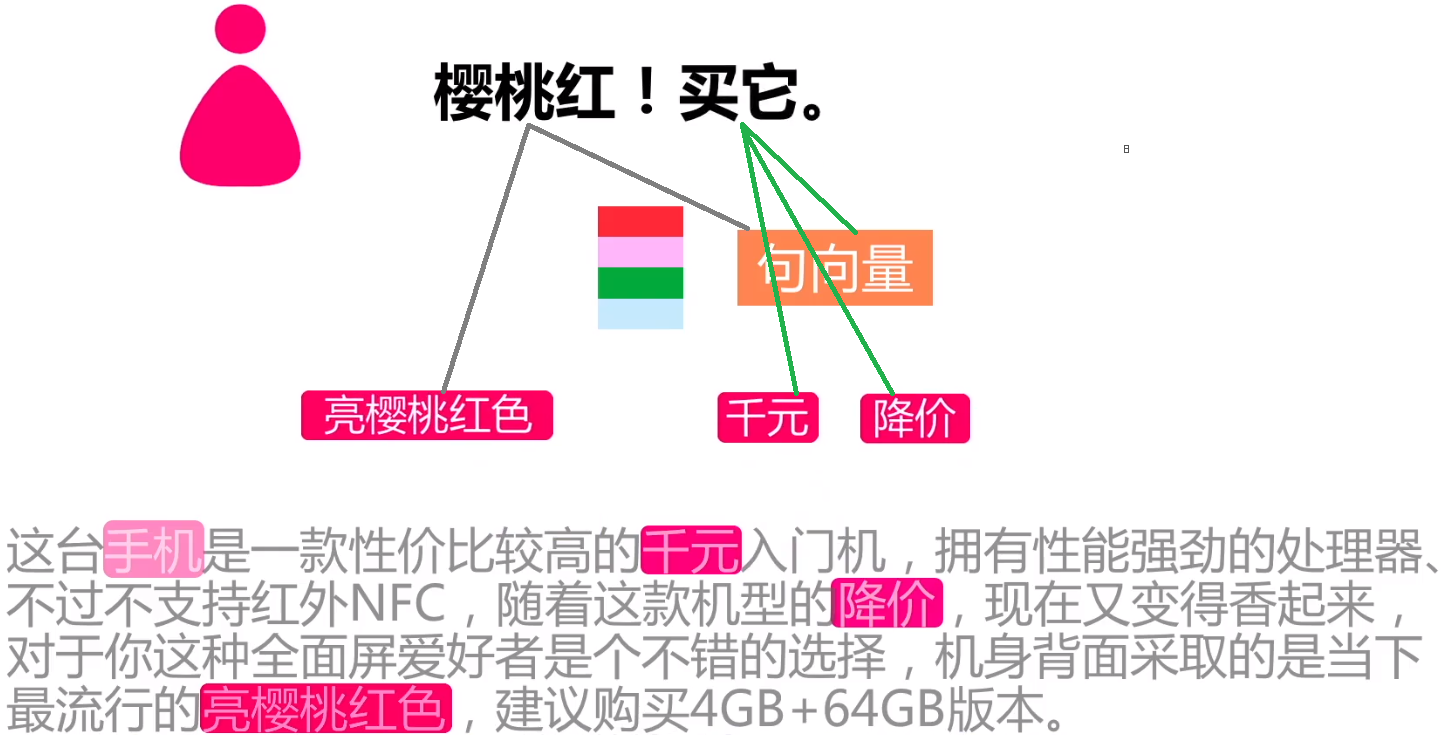 樱桃红！买它。
句向量
亮樱桃红色
千元
降价
这台手机是一款性价比较高的千元入门机，拥有性能强劲的处理器、
不过不支持红外NFC，随着这款机型的降价，现在又变得香起来，
对于你这种全面屏爱好者是个不错的选择，机身背面采取的是当下
最流行的亮樱桃红色，建议购买4GB+64GB版本。